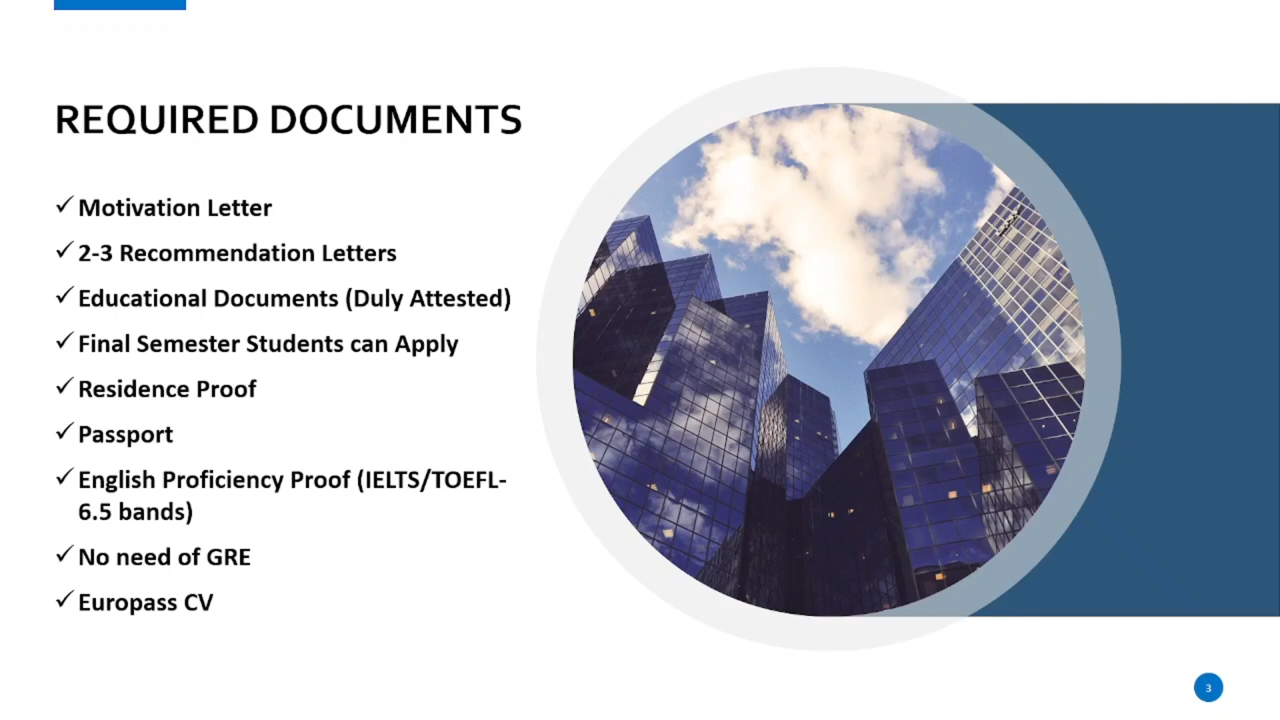 REQUIRED DOCUMENTS
✓ Motivation Letter
✓ 2-3 Recommendation Letters
✓ Educational Documents (Duly Attested)
✓ Final Semester Students can Apply
✓ Residence Proof
✓ Passport
✓ English Proficiency Proof (IELTS/TOEFL-
6.5 bands)
✓ No need of GRE
✓ Europass CV
3